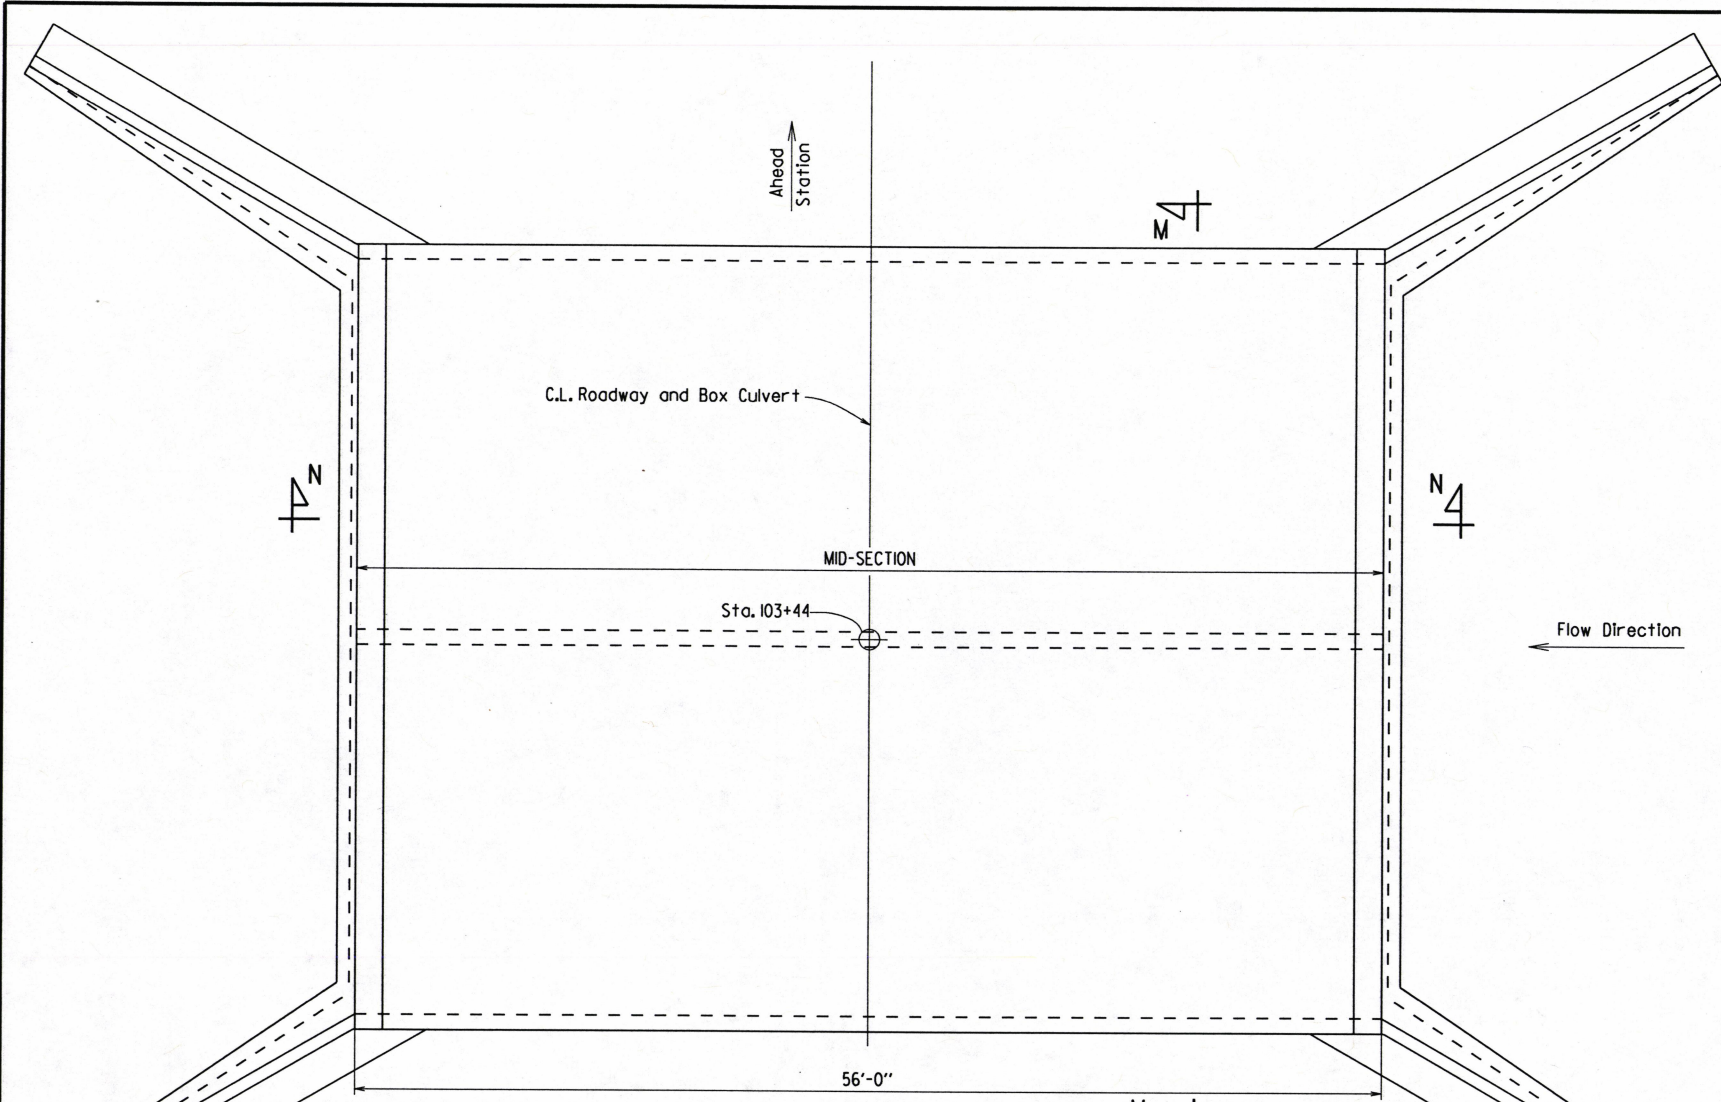 Ahead
Station
M
C.L. Roadway and Box Culvert
N
N
MID-SECTION
Sta. 103+44
Flow Direction
56'-0"